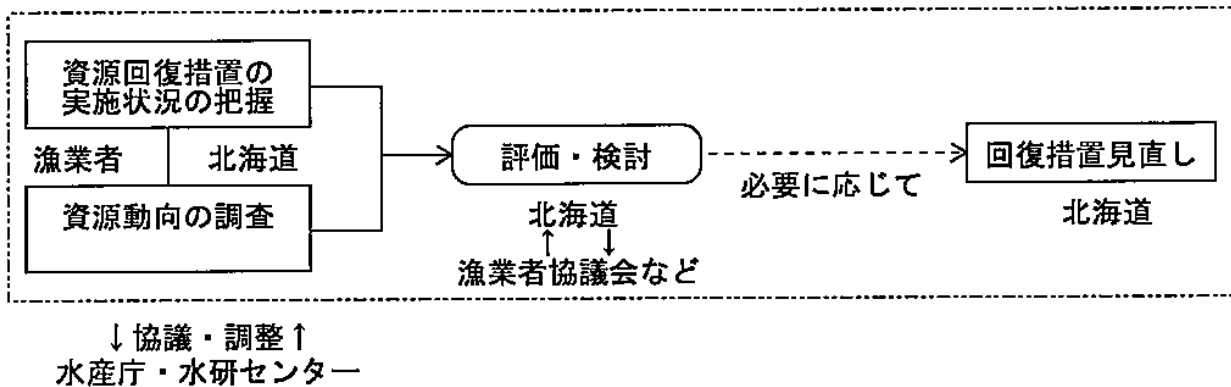 資源回復措置の
実施状況の把握
漁業者 北海道
資源動向の調査
評価・検討
北海道
↑ ↓
漁業者協議会など
必要に応じて
回復措置見直し
北海道
↓協議・調整↑
水産庁・水研センター